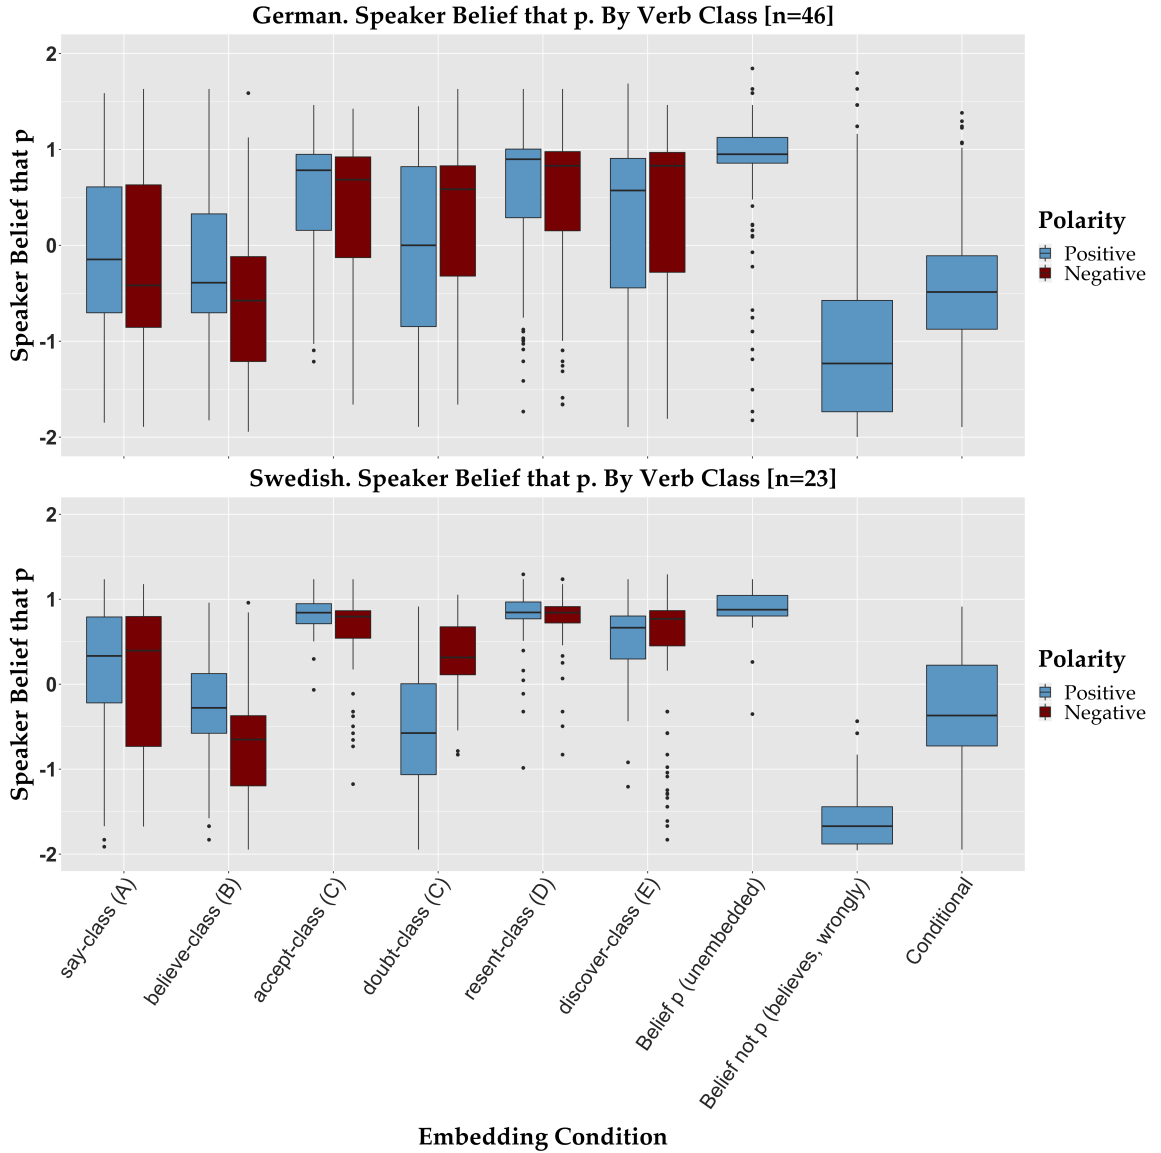 German. Speaker Belief that p. By Verb Class [n=46]
Speaker Belief that p
2
1
0
-1
-2
Polarity
Positive
Negative
Swedish. Speaker Belief that p. By Verb Class [n=23]
Speaker Belief that p
2
1
0
-1
-2
Polarity
Positive
Negative
say-class (A)
believe-class (B)
accept-class (C)
doubt-class (C)
resent-class (D)
discover-class (E)
Belief p (unembedded)
Belief not p (believes, wrongly)
Conditional
Embedding Condition